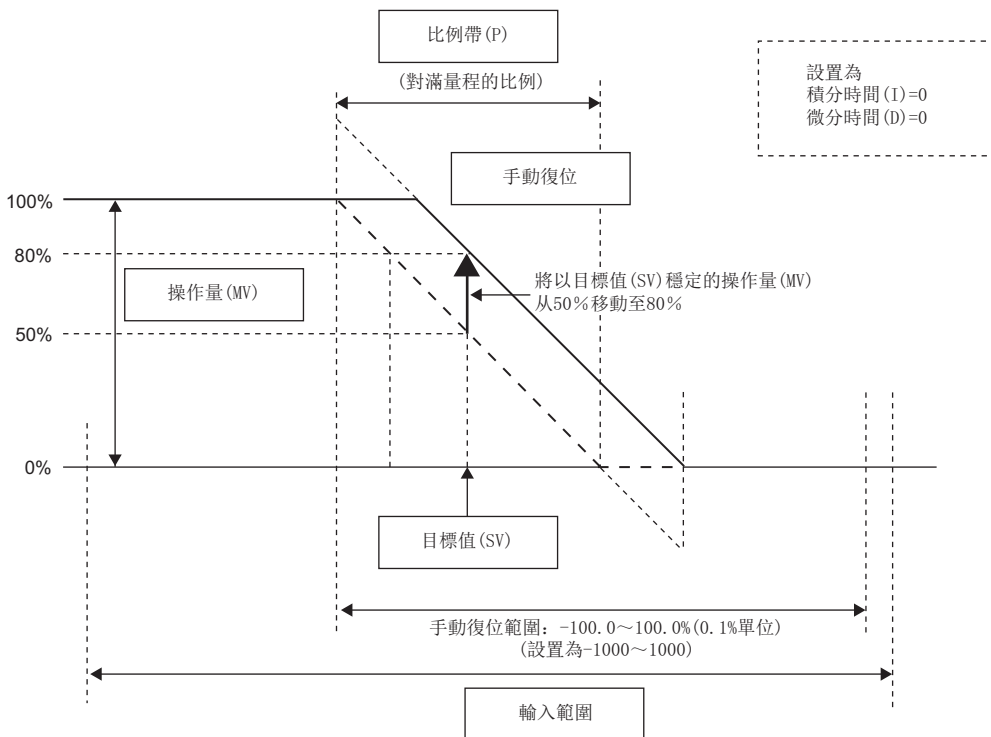 比例帶(P)
(對滿量程的比例)
設置為
積分時間(I)=0
微分時間(D)=0
手動復位
100%
80%
操作量(MV)
將以目標值(SV)穩定的操作量(MV)
从50%移動至80%
50%
0%
目標值(SV)
手動復位範圍：-100.0～100.0%(0.1%單位)
(設置為-1000～1000)
輸入範圍